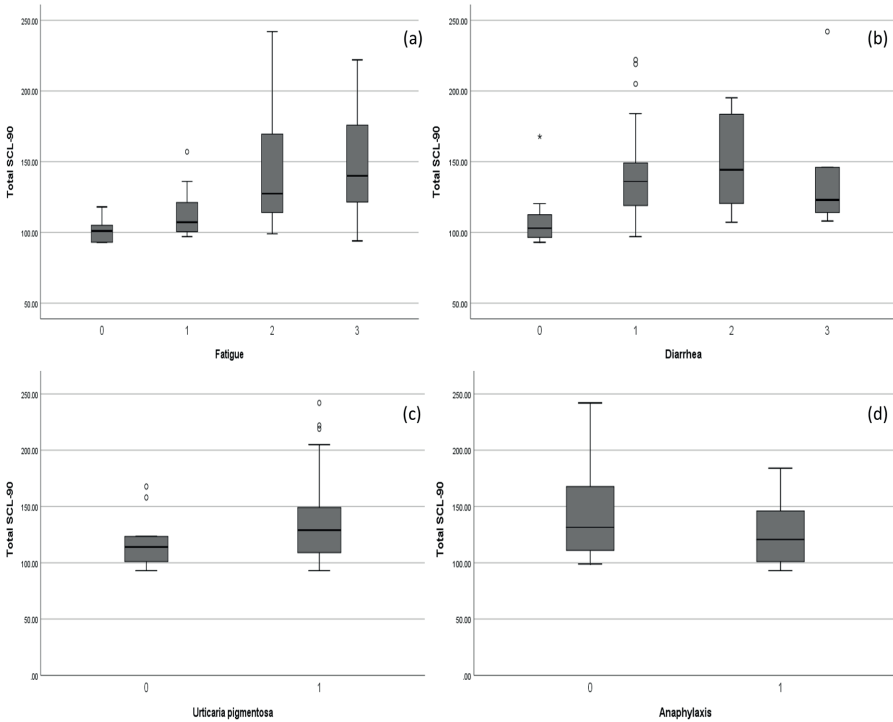 250.00
200.00
150.00
100.00
50.00
Total SCL-90
0 1 2 3
Fatigue
(a)
250.00
200.00
150.00
100.00
50.00
Total SCL-90
0 1 2 3
Diarrhea
(b)
250.00
200.00
150.00
100.00
50.00
.00
Total SCL-90
0 1
Urticaria pigmentosa
(c)
250.00
200.00
150.00
100.00
50.00
.00
Total SCL-90
0 1
Anaphylaxis
(d)